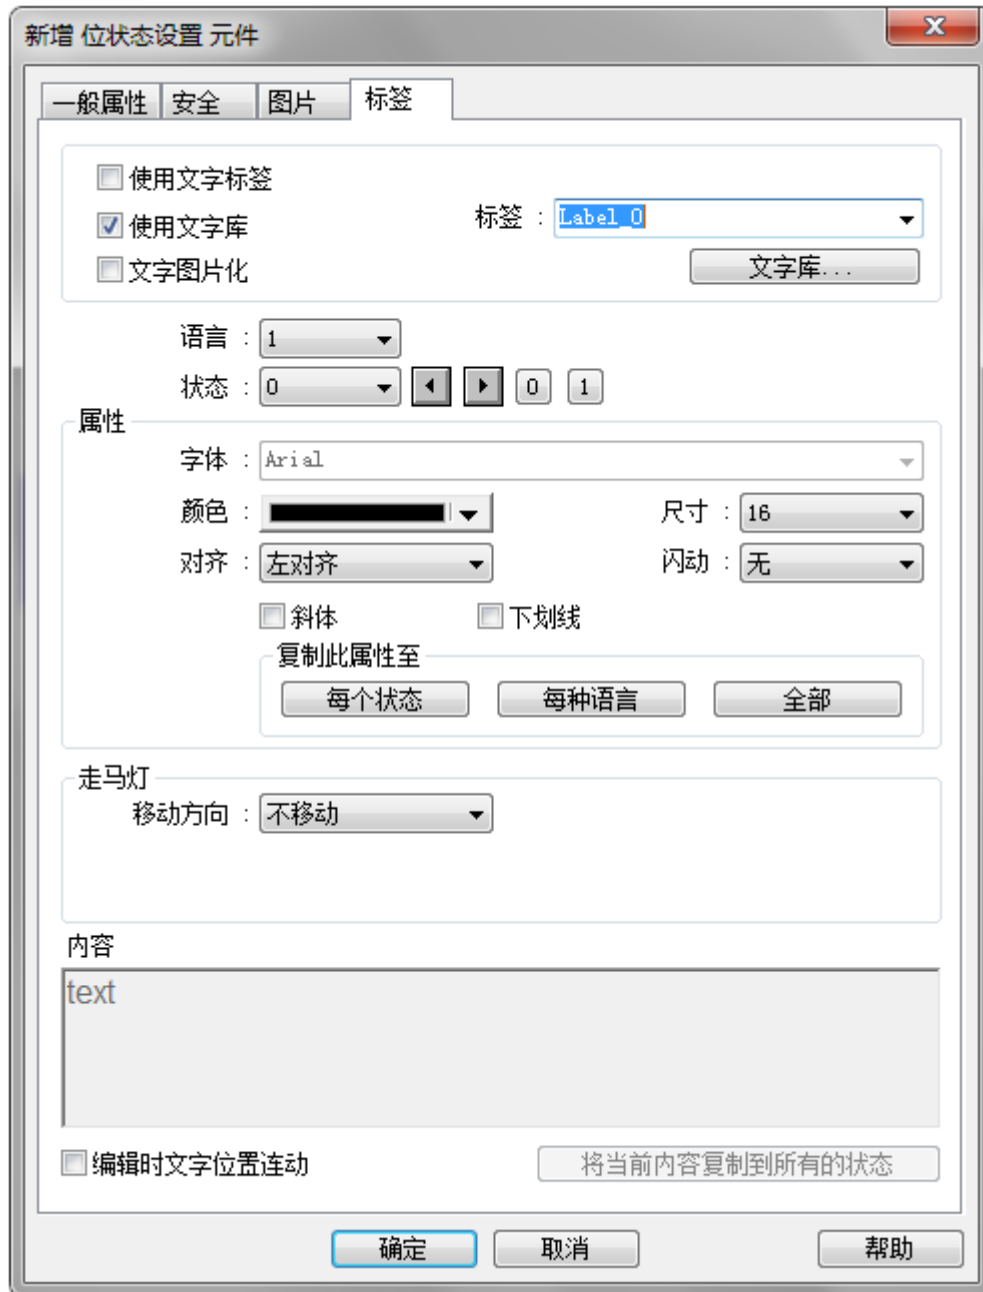 新增 位状态设置 元件
一般属性 安全 图片 标签
使用文字标签
使用文字库 标签 : Label_0
文字图片化 文字库...
语言 : 1
状态 : 0 0 1
属性
字体 : Arial
颜色 : 尺寸 : 16
对齐 : 左对齐 闪动 : 无
斜体 下划线
复制此属性至
每个状态 每种语言 全部
走马灯
移动方向 : 不移动
内容
text
编辑时文字位置连动 将当前内容复制到所有的状态
确定 取消 帮助